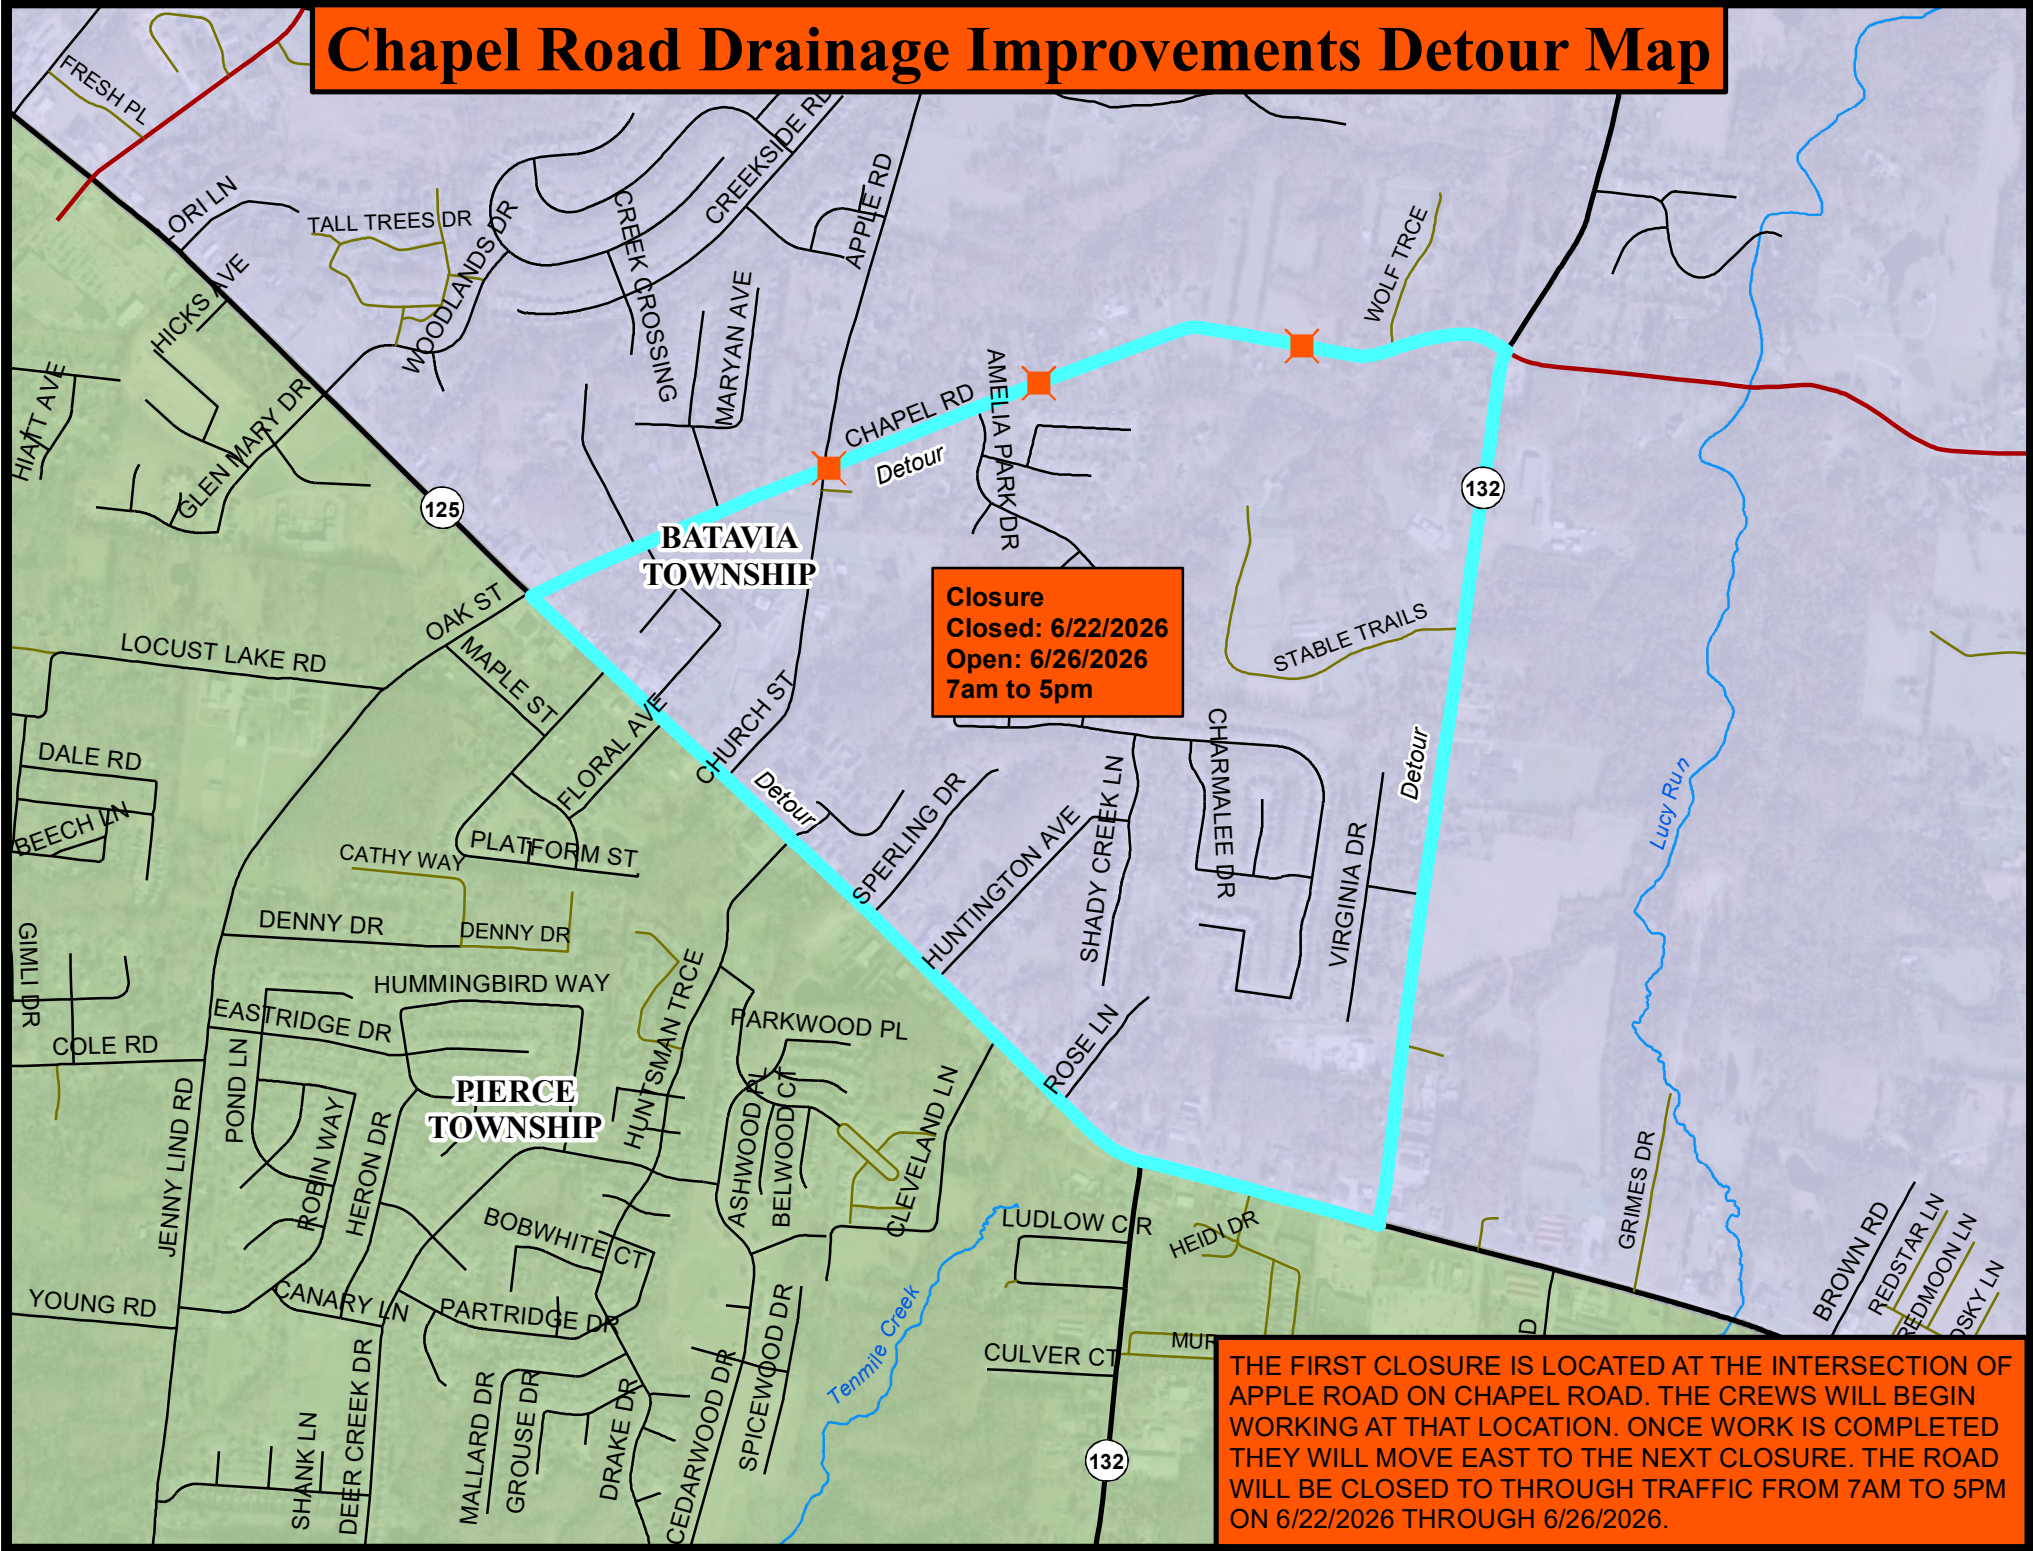 Chapel Road Drainage Improvements Detour Map
FRESH PL
LORI LN
TALL TREES DR
HICKS AVE
WOODLANDS DR
CREEK CROSSING
CREEKSIDE RD
APPLE RD
MARYAN AVE
WOLF TRCE
HIATT AVE
GLEN MARY DR
125
CHAPEL RD
Detour
AMELIA PARK DR
132
BATAVIA
TOWNSHIP
Closure
Closed: 6/22/2026
Open: 6/26/2026
7am to 5pm
STABLE TRAILS
OAK ST
LOCUST LAKE RD
MAPLE ST
FLORAL AVE
CHURCH ST
Detour
Detour
DALE RD
BEECH LN
CATHY WAY
PLATFORM ST
SPERLING DR
HUNTINGTON AVE
SHADY CREEK LN
CHARMALEE DR
VIRGINIA DR
Lucy Run
DENNY DR
DENNY DR
GIMLI DR
HUMMINGBIRD WAY
EASTRIDGE DR
COLE RD
POND LN
HUNTSMAN TRCE
PARKWOOD PL
ROSE LN
PIERCE
TOWNSHIP
JENNY LIND RD
ROBIN WAY
HERON DR
ASHWOOD PL
BELWOOD CT
CLEVELAND LN
BOBWHITE CT
LUDLOW CIR
HEIDI DR
GRIMES DR
BROWN RD
REDSTAR LN
REDMOON LN
OSKY LN
YOUNG RD
CANARY LN
PARTRIDGE DR
Tenmile Creek
CULVER CT
MUR
D
DEER CREEK DR
SHANK LN
MALLARD DR
GROUSE DR
DRAKE DR
CEDARWOOD DR
SPICEWOOD DR
132
THE FIRST CLOSURE IS LOCATED AT THE INTERSECTION OF
APPLE ROAD ON CHAPEL ROAD. THE CREWS WILL BEGIN
WORKING AT THAT LOCATION. ONCE WORK IS COMPLETED
THEY WILL MOVE EAST TO THE NEXT CLOSURE. THE ROAD
WILL BE CLOSED TO THROUGH TRAFFIC FROM 7AM TO 5PM
ON 6/22/2026 THROUGH 6/26/2026.